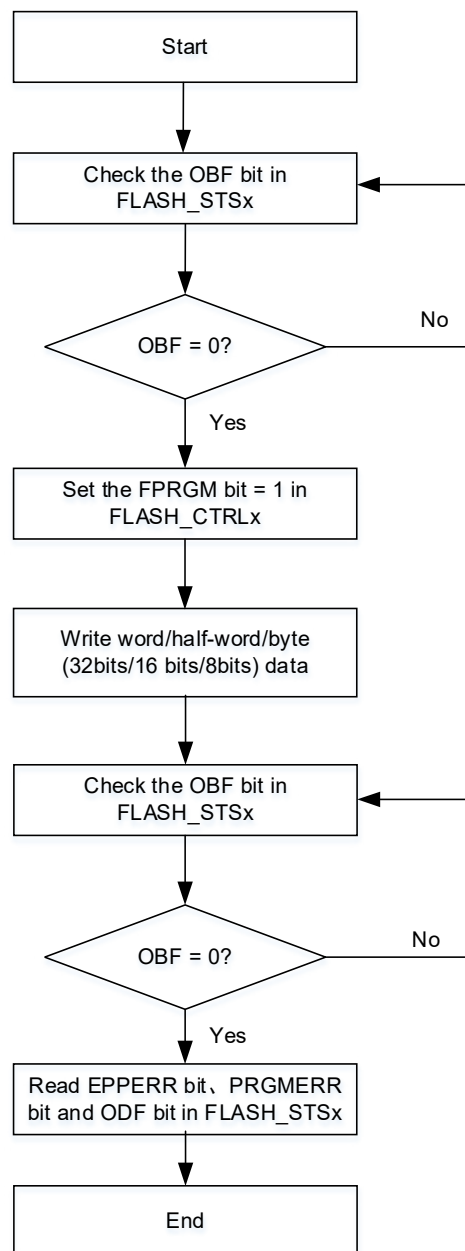 Start
Check the OBF bit in
FLASH_STSx
OBF = 0?
No
Yes
Set the FPRGM bit = 1 in
FLASH_CTRLx
Write word/half-word/byte
(32bits/16 bits/8bits) data
Check the OBF bit in
FLASH_STSx
OBF = 0?
No
Yes
Read EPPERR bit、PRGMERR
bit and ODF bit in FLASH_STSx
End